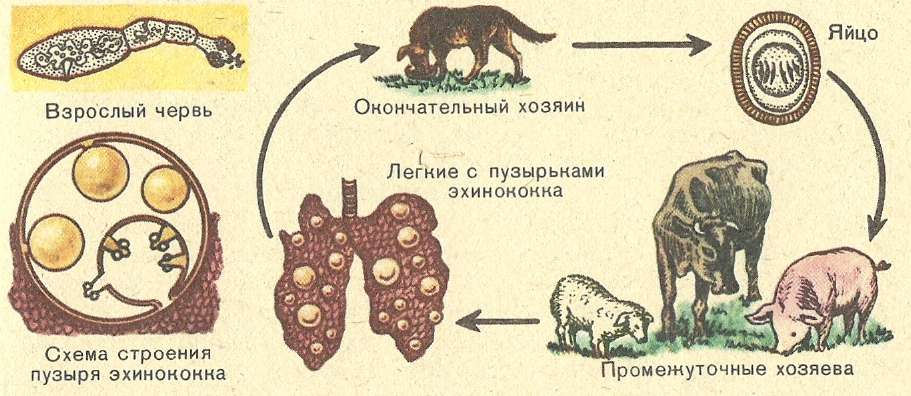 Взрослый червь
Окончательный хозяин
Яйцо
Легкие с пузырьками
эхинококка
Схема строения
пузыря эхинококка
Промежуточные хозяева